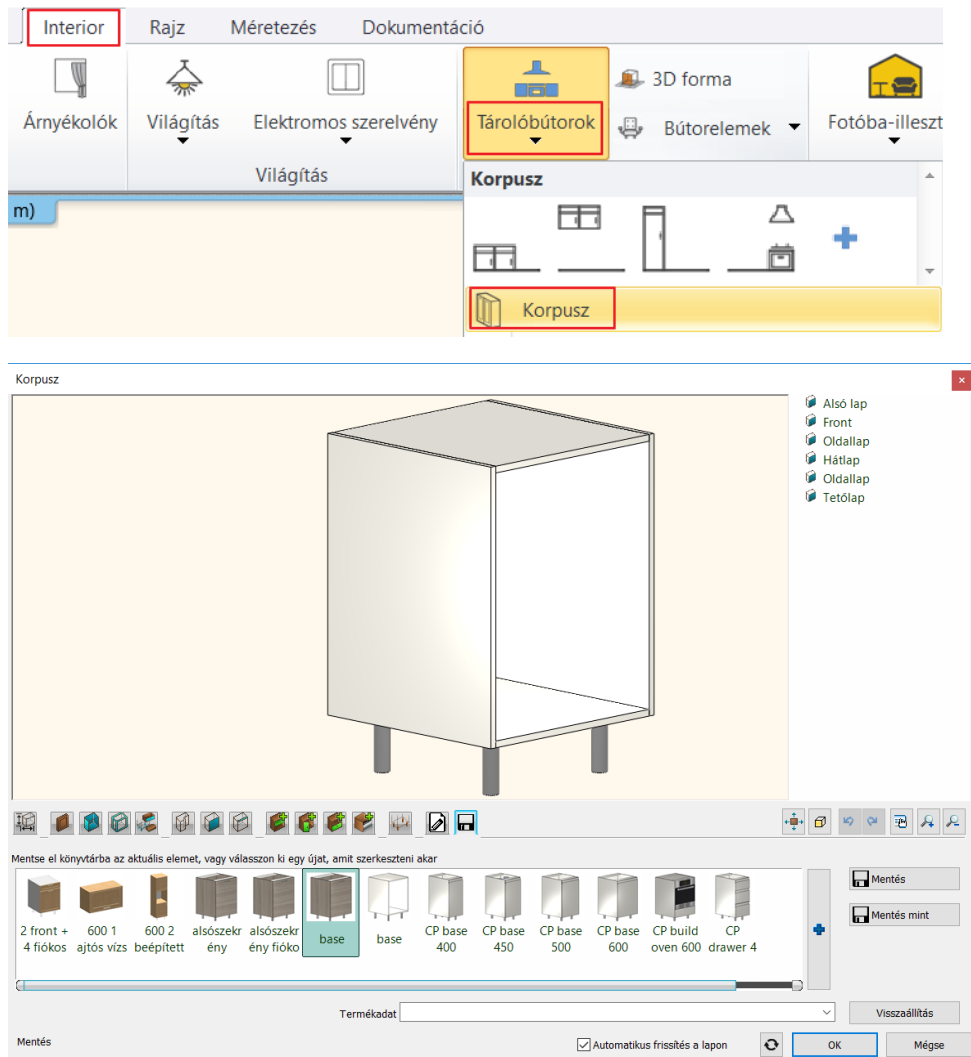 Interior Rajz Méretezés Dokumentáció
3D forma
Árnyékolók Világítás Elektromos szerelvény Tárolóbútorok Bútorelemek Fotóba-illeszt
Világítás
Korpusz
m)
Korpusz
Korpusz
Alsó lap
Front
Oldallap
Hátlap
Oldallap
Tetőlap
Mentse el könyvtárba az aktuális elemet, vagy válasszon ki egy újat, amit szerkeszteni akar
Mentés
Mentés mint
2 front + 600 1 600 2 alsószekr alsószekr base base CP base CP base CP base CP base CP build CP
4 fiókos ajtós vízs beépített ény ény fióko 400 450 500 600 oven 600 drawer 4
Termékadat Visszaállítás
Mentés Automatikus frissítés a lapon OK Mégse